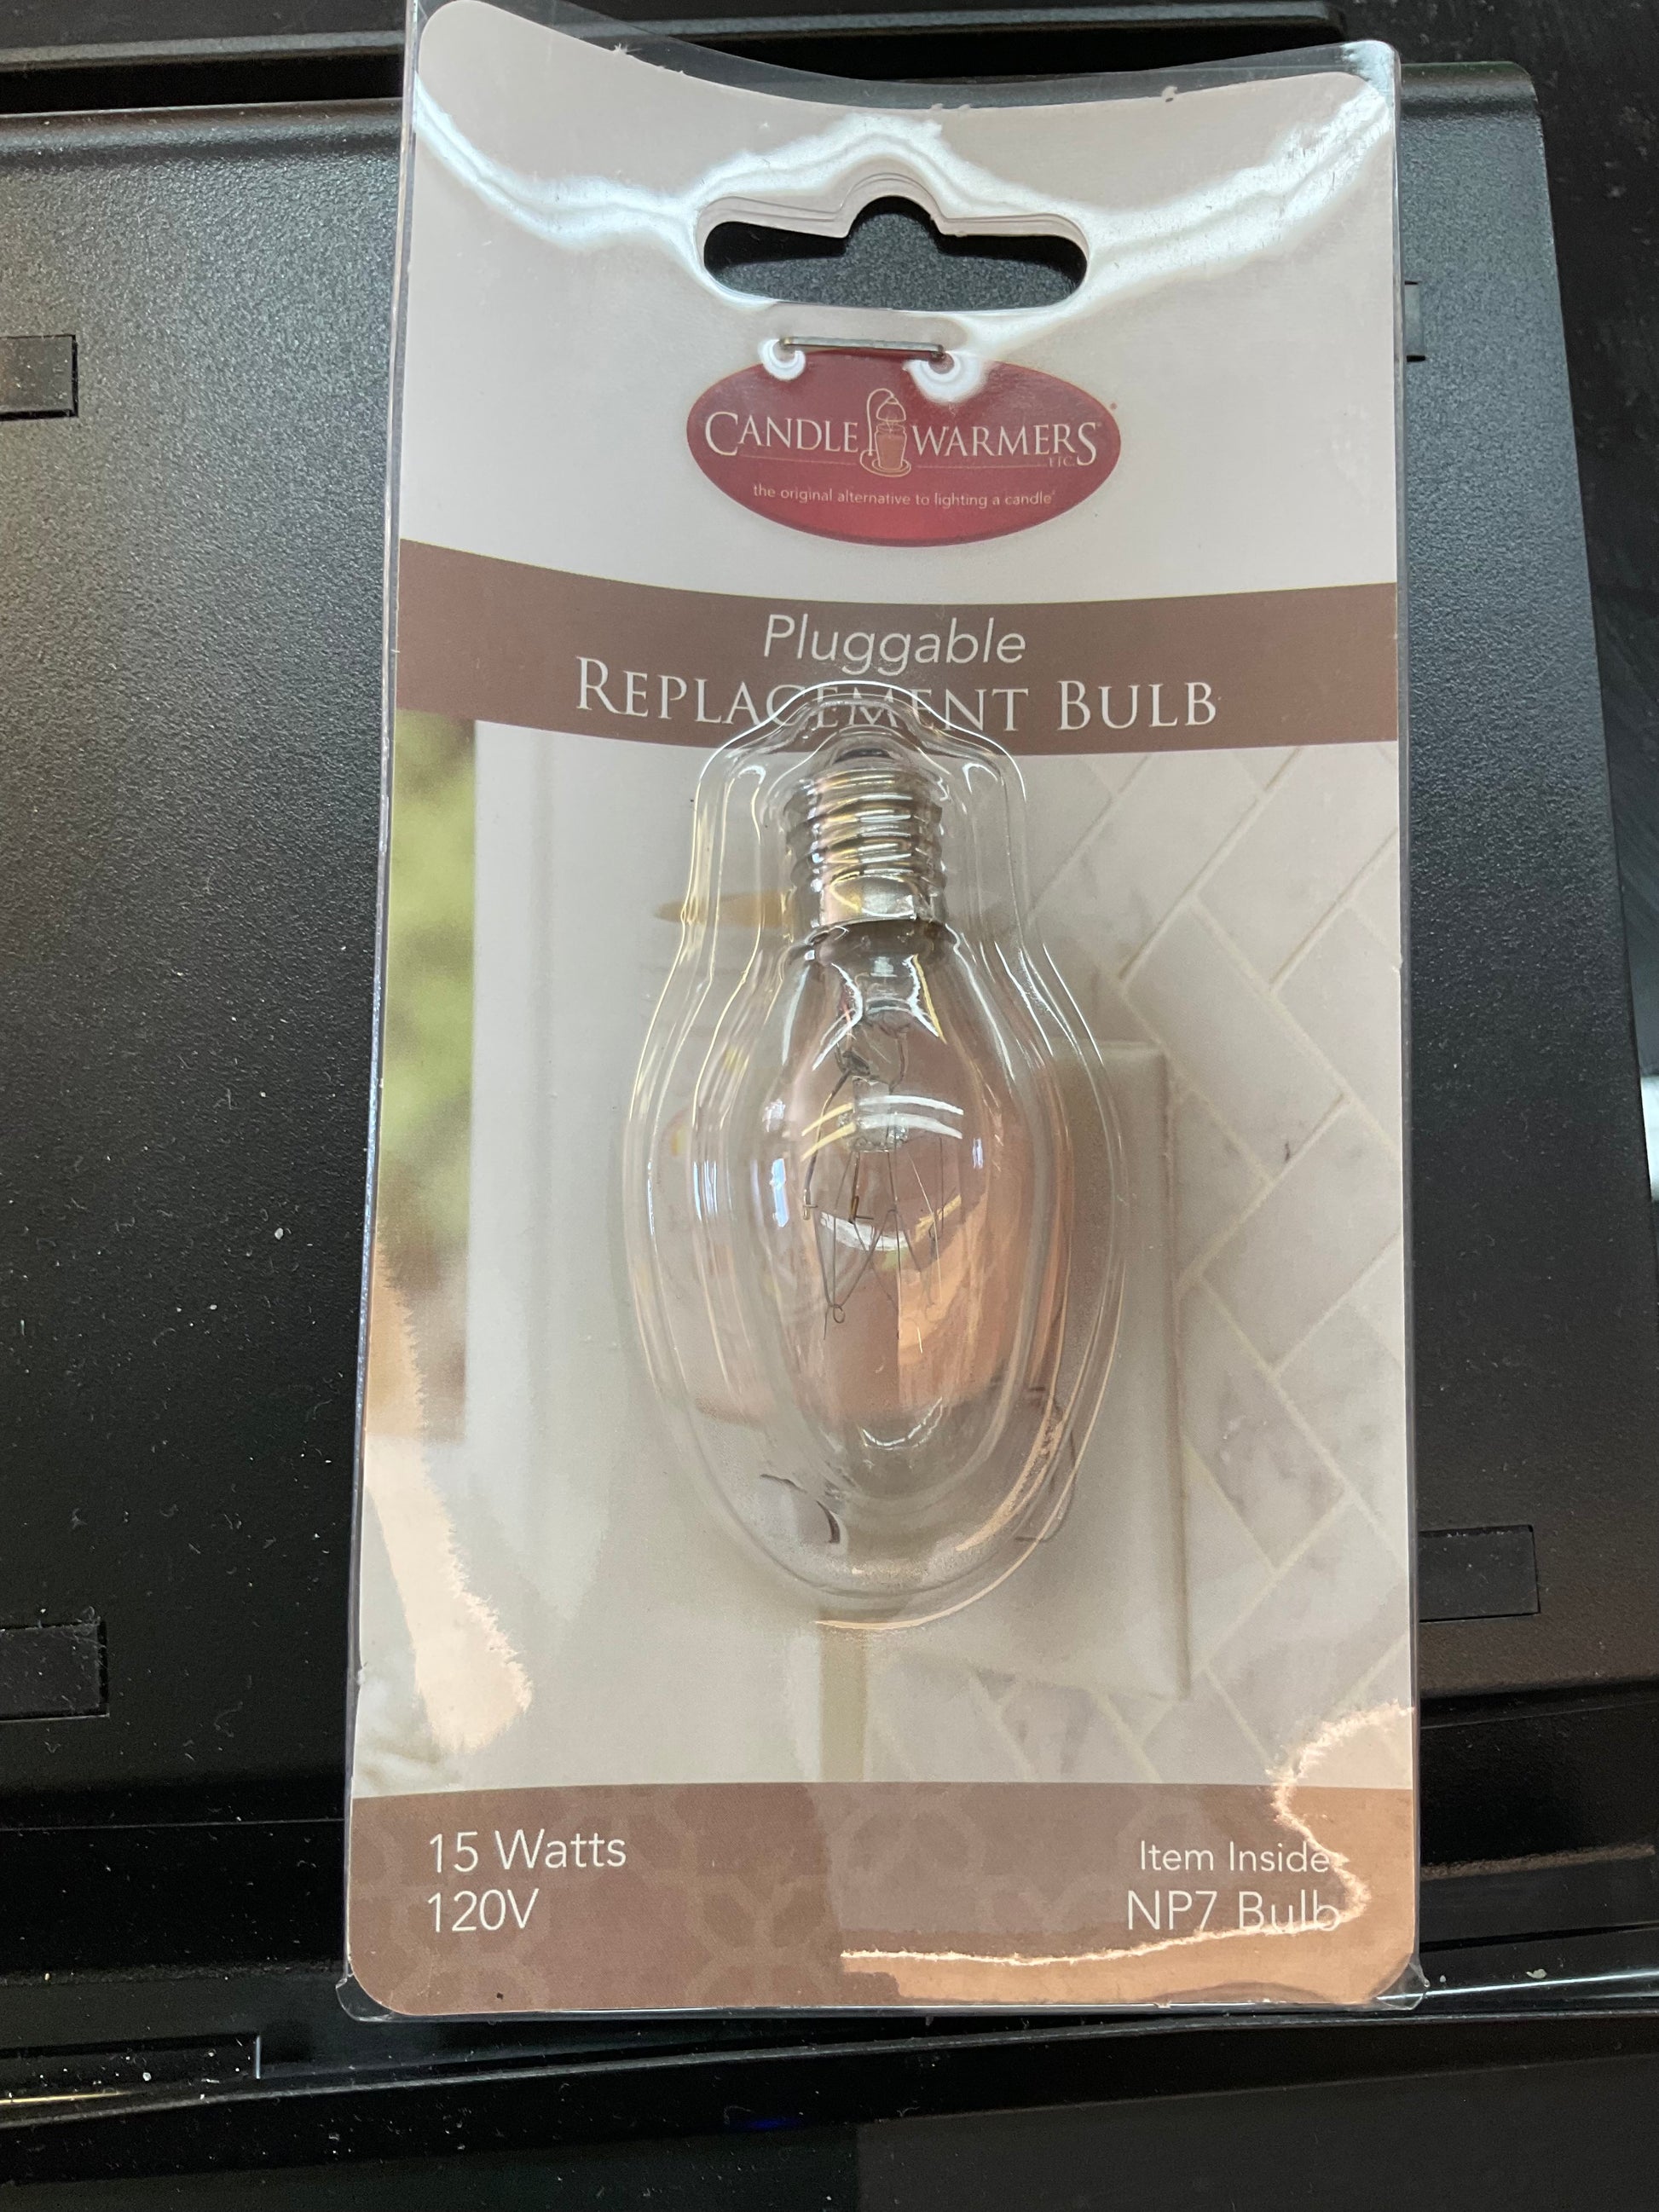 CANDLE WARMERS®
ETC.
the original alternative to lighting a candle®
Pluggable
REPLACEMENT BULB
15 Watts
120V
Item Inside:
NP7 Bulb